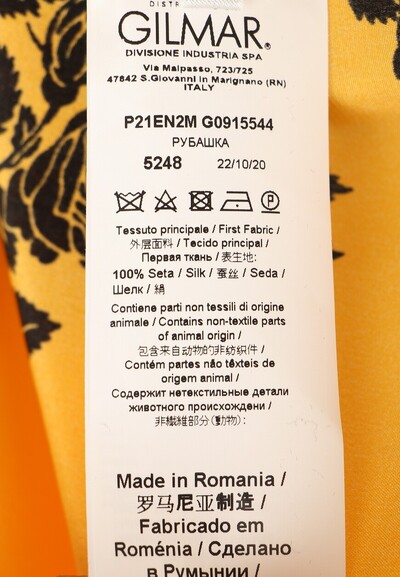 DISTR
GILMAR®
DIVISIONE INDUSTRIA SPA
Via Malpasso, 723/725
47842 S.Giovanni in Marignano (RN)
ITALY
P21EN2M G0915544
РУБАШКА
5248 22/10/20
P
Tessuto principale / First Fabric /
外层面料 / Tecido principal /
Первая ткань / 表生地:
100% Seta / Silk / 蚕丝 / Seda /
Шелк / 絹
Contiene parti non tessili di origine
animale / Contains non-textile parts
of animal origin /
包含来自动物的非纺织件 /
Contém partes não têxteis de
origem animal /
Содержит нетекстильные детали
животного происхождени /
非繊維部分(動物):
Made in Romania /
罗马尼亚制造 /
Fabricado em
Roménia / Сделано
в Румынии /